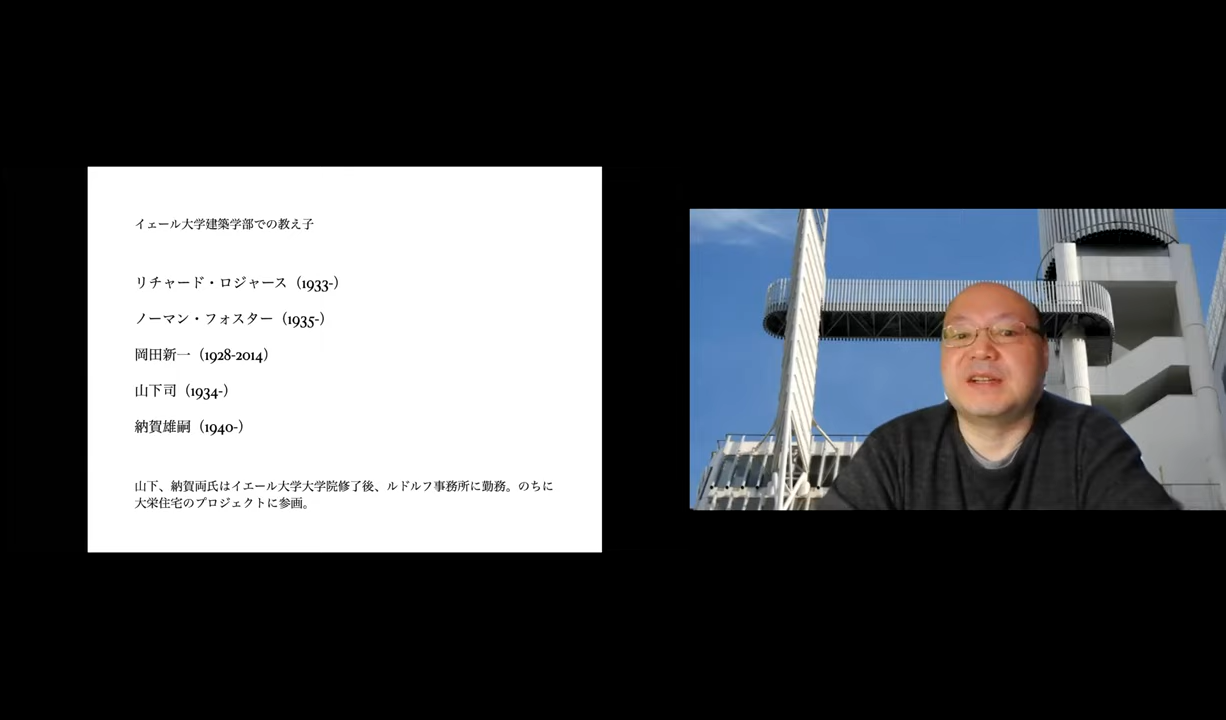 イェール大学建築学部での教え子
リチャード・ロジャース（1933-）
ノーマン・フォスター（1935-）
岡田新一（1928-2014）
山下司（1934-）
納賀雄嗣（1940-）
山下、納賀両氏はイエール大学大学院修了後、ルドルフ事務所に勤務。のちに
大栄住宅のプロジェクトに参画。